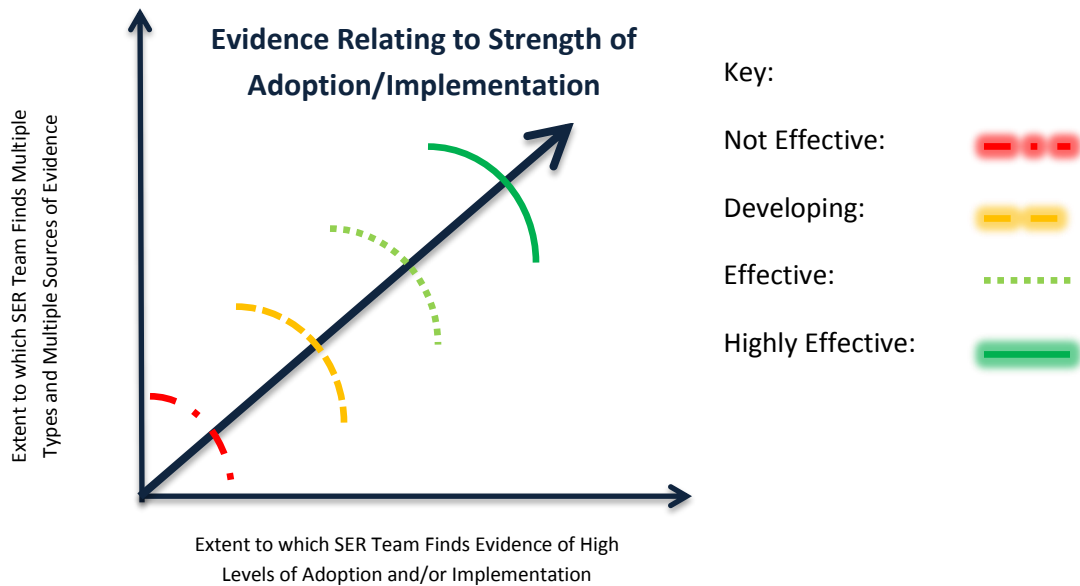 Evidence Relating to Strength of
Adoption/Implementation
Extent to which SER Team Finds Multiple
Types and Multiple Sources of Evidence
Extent to which SER Team Finds Evidence of High
Levels of Adoption and/or Implementation
Key:
Not Effective:
Developing:
Effective:
Highly Effective: